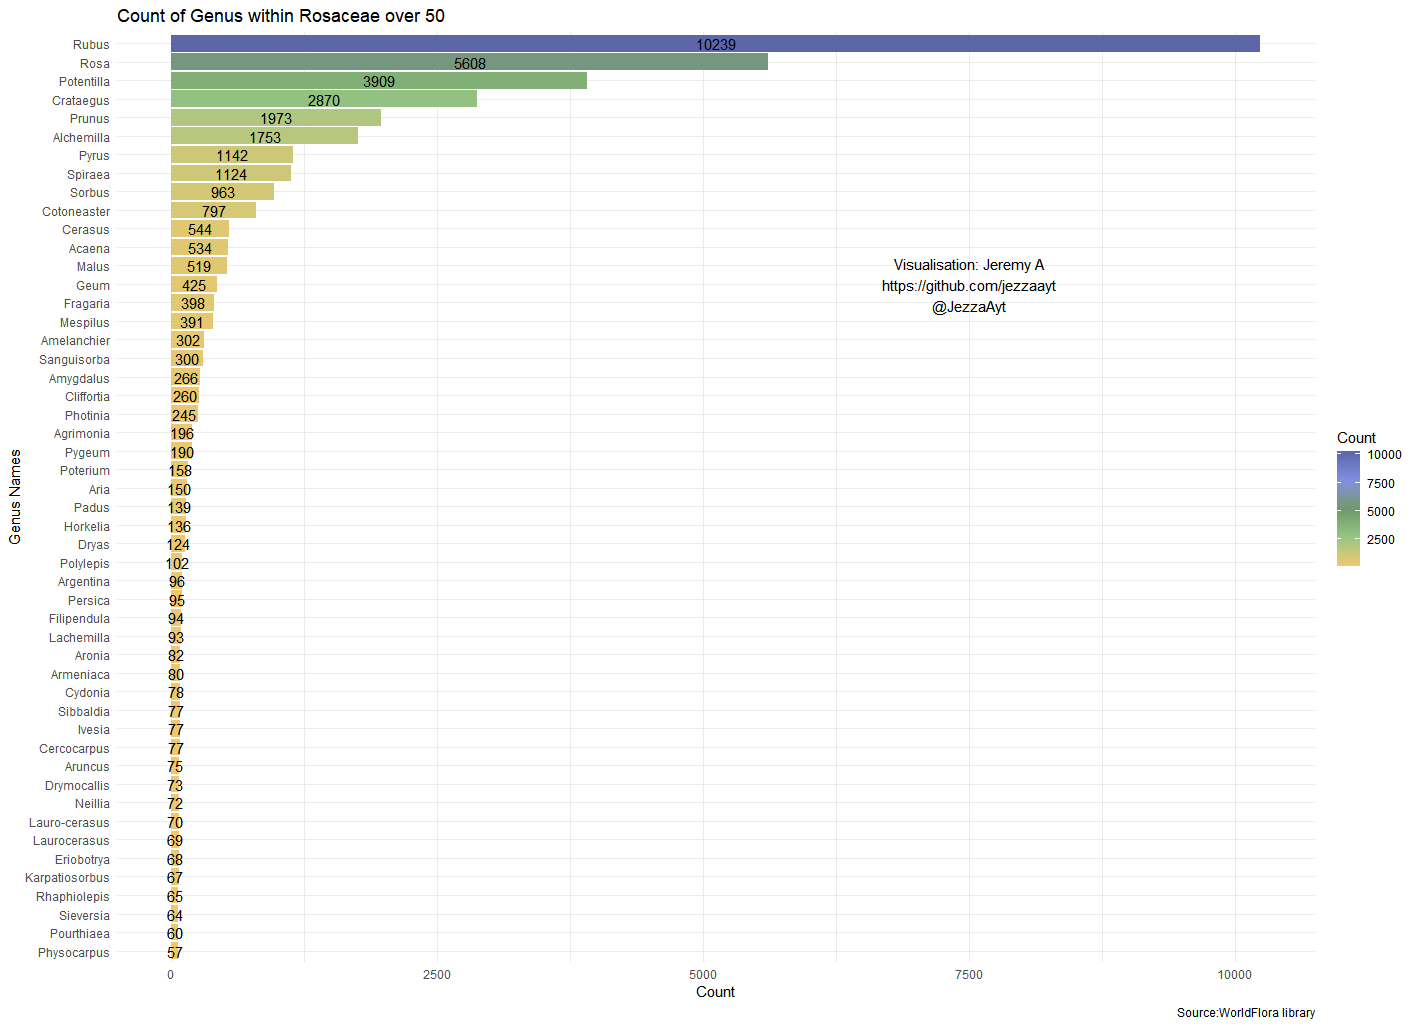 Count of Genus within Rosaceae over 50
Rubus 10239
Rosa 5608
Potentilla 3909
Crataegus 2870
Prunus 1973
Alchemilla 1753
Pyrus 1142
Spiraea 1124
Sorbus 963
Cotoneaster 797
Cerasus 544
Acaena 534
Malus 519
Visualisation: Jeremy A
Geum 425
https://github.com/jezzaayt
Fragaria 398
@JezzaAyt
Mespilus 391
Amelanchier 302
Sanguisorba 300
Amygdalus 266
Cliffortia 260
Photinia 245
Agrimonia 196
Pygeum 190
Poterium 158
Aria 150
Padus 139
Horkelia 136
Dryas 124
Polylepis 102
Argentina 96
Persica 95
Filipendula 94
Lachemilla 93
Aronia 82
Armeniaca 80
Cydonia 78
Sibbaldia 77
Ivesia 77
Cercocarpus 77
Aruncus 75
Drymocallis 73
Neillia 72
Lauro-cerasus 70
Laurocerasus 69
Eriobotrya 68
Karpatiosorbus 67
Rhaphiolepis 65
Sieversia 64
Pourthiaea 60
Physocarpus 57
Genus Names
0 2500 5000 7500 10000
Count
Count
10000
7500
5000
2500
Source:WorldFlora library